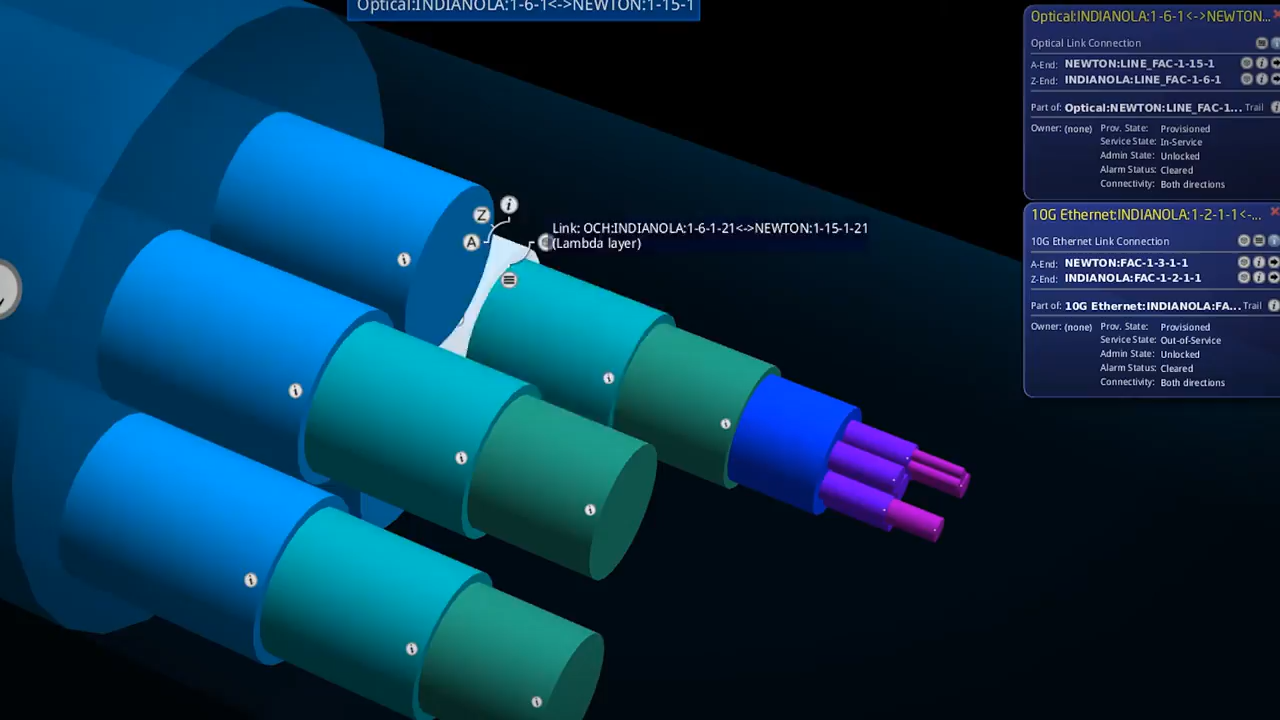 Optical:INDIANOLA:1-6-1<->NEWTON:1-15-1
Z
i
A
Link: OCH:INDIANOLA:1-6-1-21<->NEWTON:1-15-1-21
(Lambda layer)
i
i
i
i
i
i
i
i
i
Optical:INDIANOLA:1-6-1<->NEWTON...
Optical Link Connection
A-End: NEWTON:LINE_FAC-1-15-1
Z-End: INDIANOLA:LINE_FAC-1-6-1
Part of: Optical:NEWTON:LINE_FAC-1... Trail
Owner: (none) Prov. State: Provisioned
Service State: In-Service
Admin State: Unlocked
Alarm Status: Cleared
Connectivity: Both directions
10G Ethernet:INDIANOLA:1-2-1-1<-...
10G Ethernet Link Connection
A-End: NEWTON:FAC-1-3-1-1
Z-End: INDIANOLA:FAC-1-2-1-1
Part of: 10G Ethernet:INDIANOLA:FA... Trail
Owner: (none) Prov. State: Provisioned
Service State: Out-of-Service
Admin State: Unlocked
Alarm Status: Cleared
Connectivity: Both directions